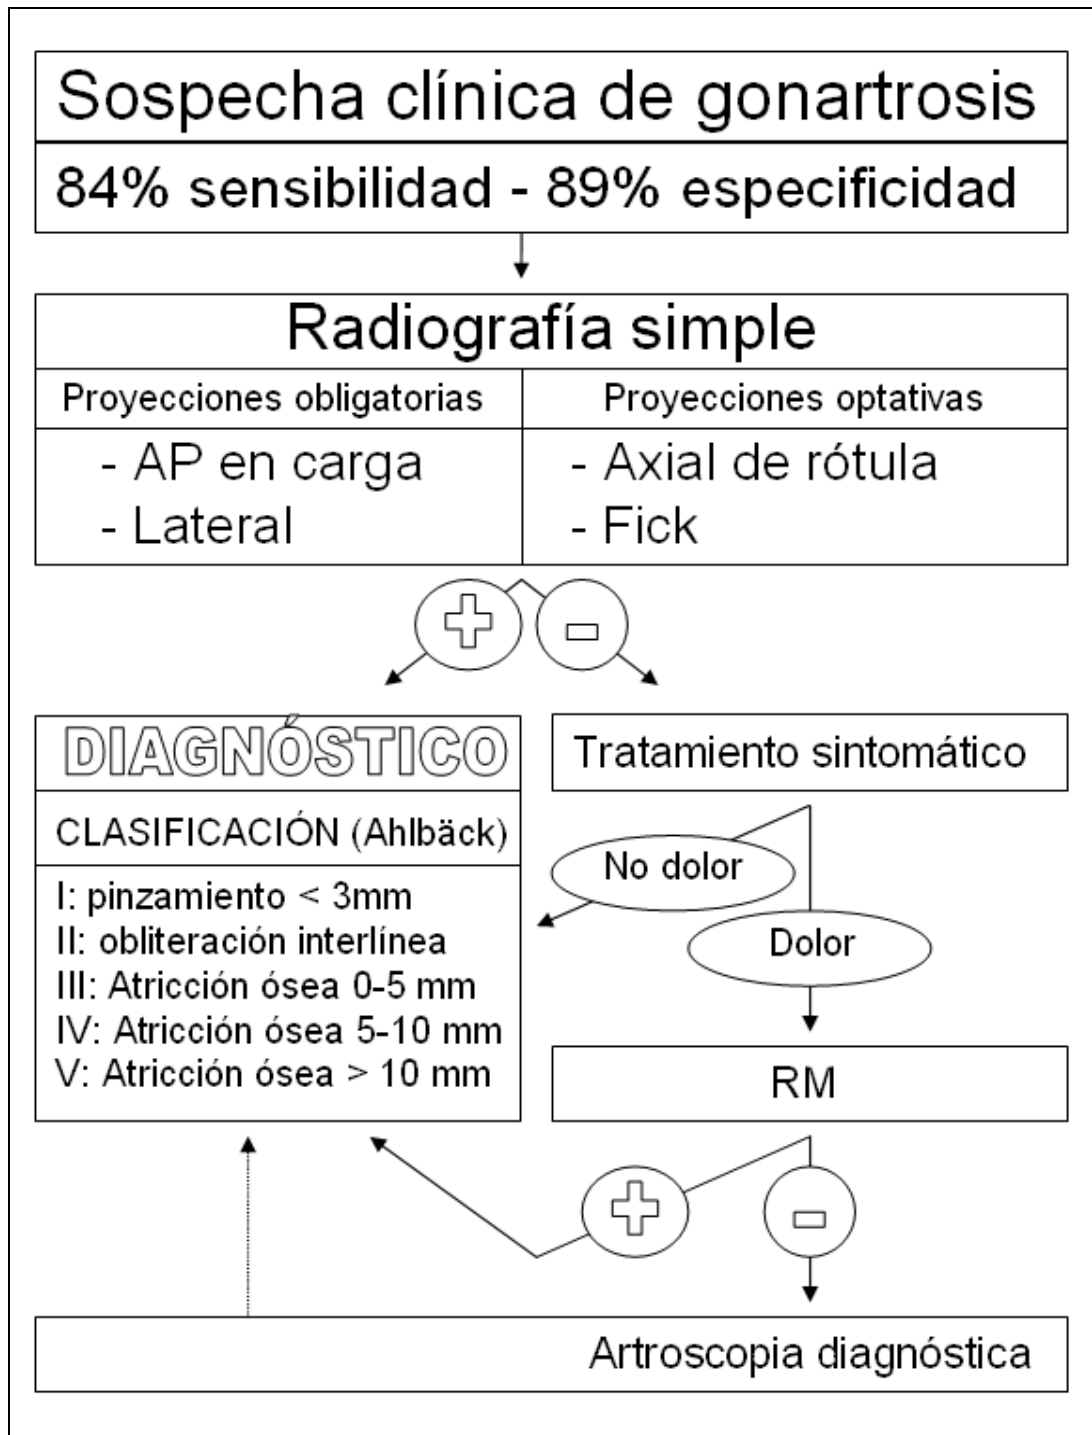 Sospecha clínica de gonartrosis
84% sensibilidad - 89% especificidad
Radiografía simple
Proyecciones obligatorias
- AP en carga
- Lateral
Proyecciones optativas
- Axial de rótula
- Fick
+
-
DIAGNÓSTICO
CLASIFICACIÓN (Ahlbäck)
I: pinzamiento < 3mm
II: obliteración interlínea
III: Atricción ósea 0-5 mm
IV: Atricción ósea 5-10 mm
V: Atricción ósea > 10 mm
Tratamiento sintomático
No dolor
Dolor
RM
+
-
Artroscopia diagnóstica